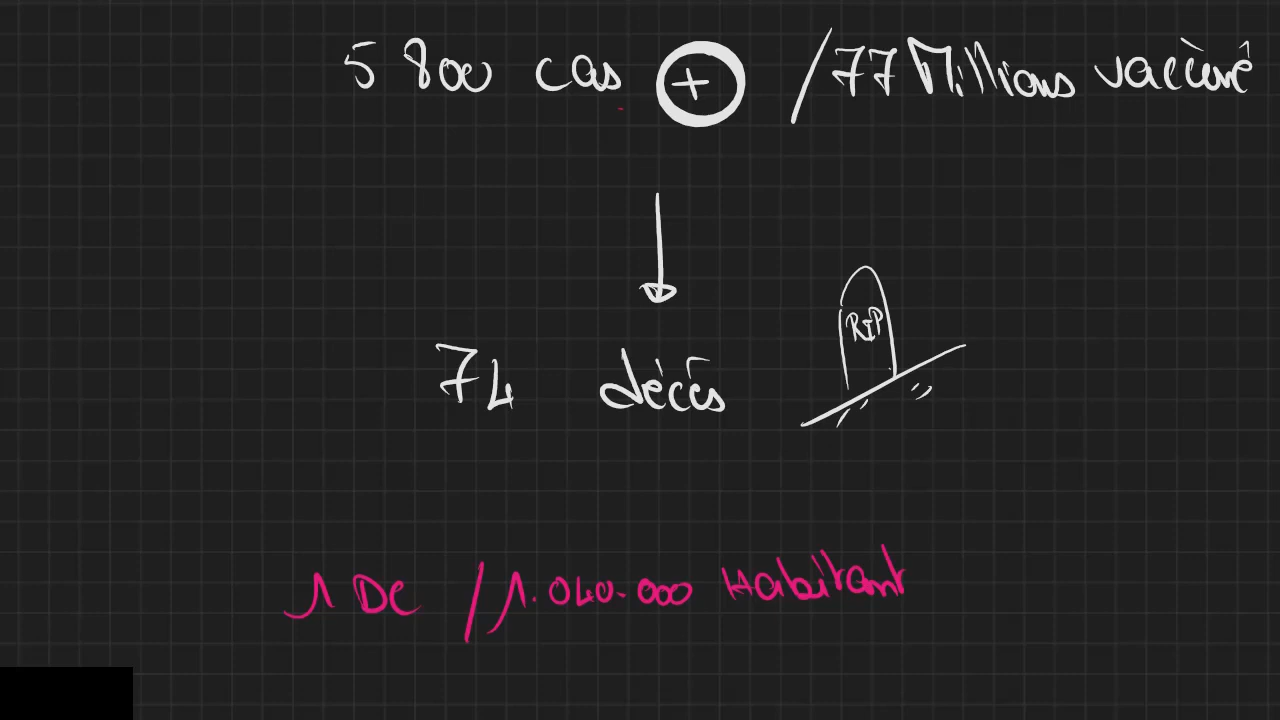 5 800 cas + /77 Millions vacciné
74 décès RIP
1 DC /1.040.000 Habitant